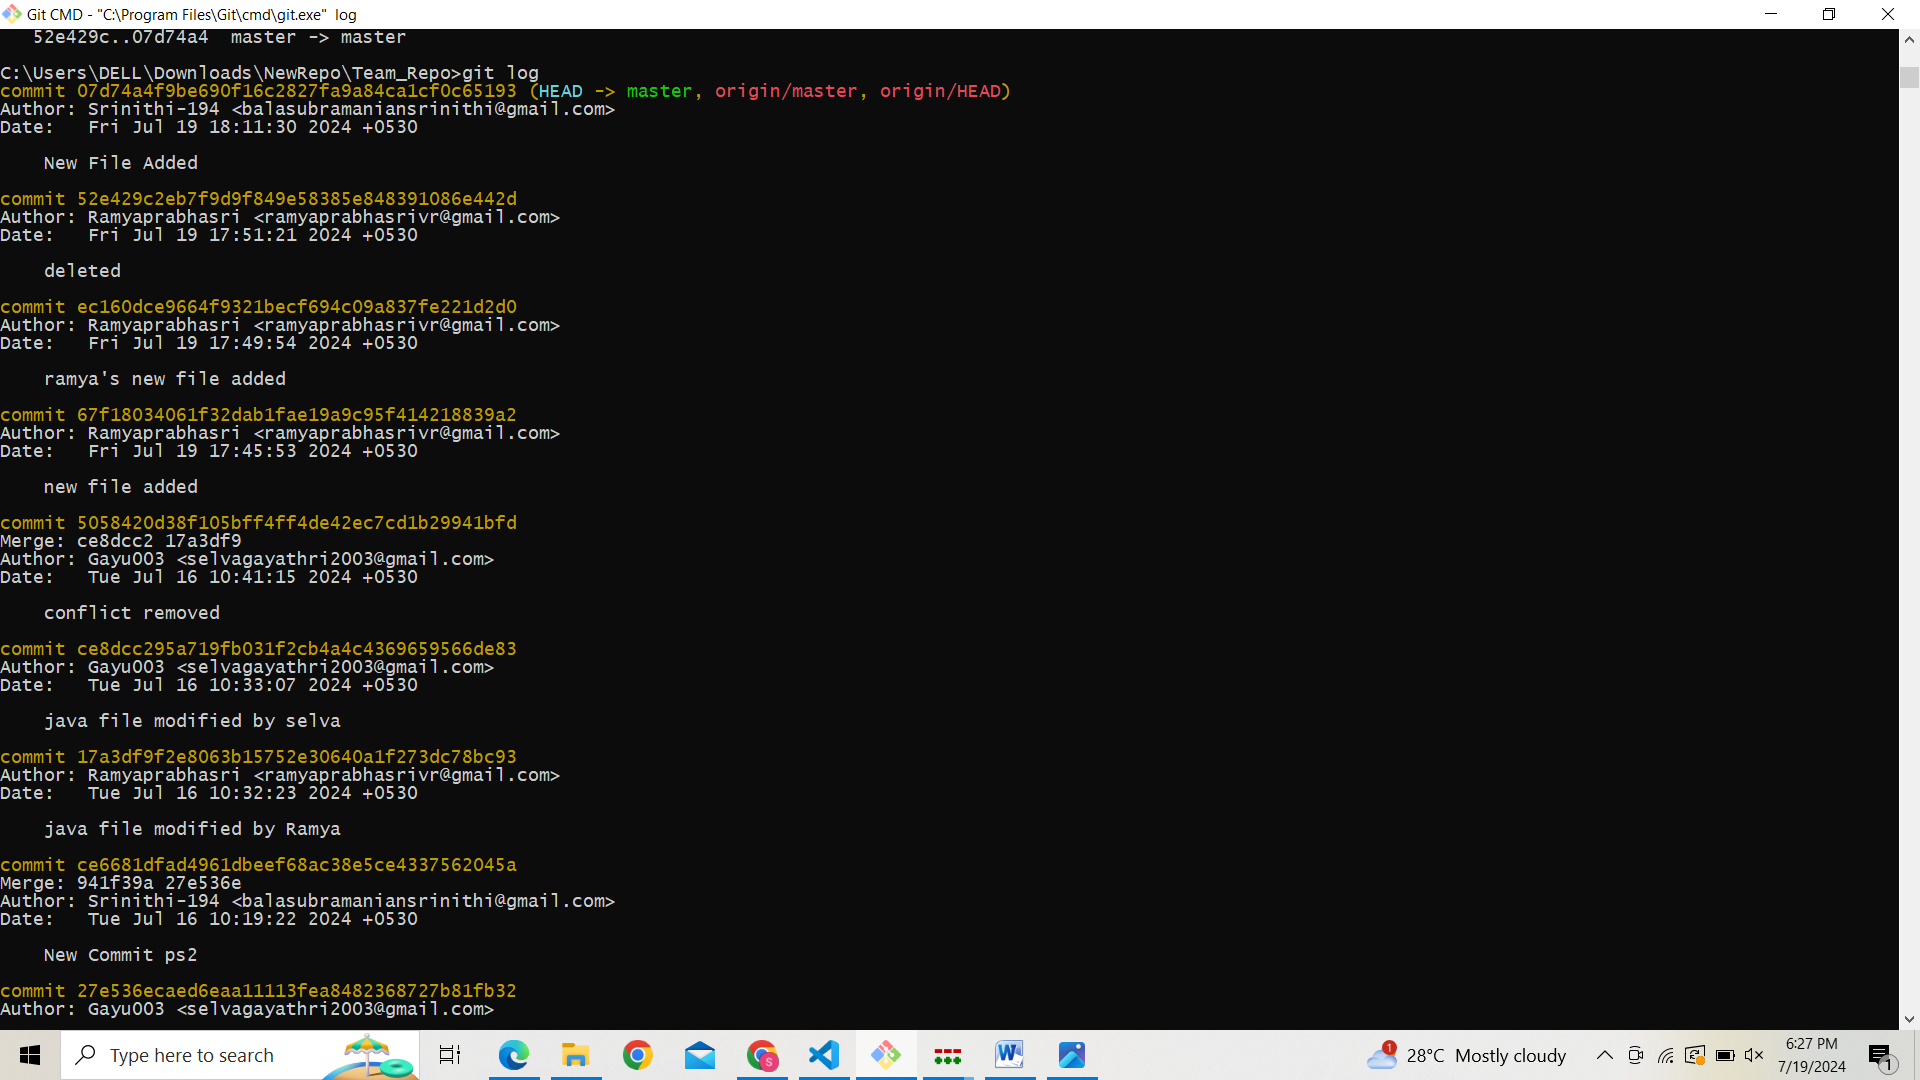 Git CMD - "C:\Program Files\Git\cmd\git.exe" log
52e429c..07d74a4  master -> master
C:\Users\DELL\Downloads\NewRepo\Team_Repo>git log
commit 07d74a4f9be690f16c2827fa9a84ca1cf0c65193 (HEAD -> master, origin/master, origin/HEAD)
Author: Srinithi-194 <balasubramaniansrinithi@gmail.com>
Date:   Fri Jul 19 18:11:30 2024 +0530
New File Added
commit 52e429c2eb7f9d9f849e58385e848391086e442d
Author: Ramyaprabhasri <ramyaprabhasrivr@gmail.com>
Date:   Fri Jul 19 17:51:21 2024 +0530
deleted
commit ec160dce9664f9321becf694c09a837fe221d2d0
Author: Ramyaprabhasri <ramyaprabhasrivr@gmail.com>
Date:   Fri Jul 19 17:49:54 2024 +0530
ramya's new file added
commit 67f18034061f32dab1fae19a9c95f414218839a2
Author: Ramyaprabhasri <ramyaprabhasrivr@gmail.com>
Date:   Fri Jul 19 17:45:53 2024 +0530
new file added
commit 5058420d38f105bff4ff4de42ec7cd1b29941bfd
Merge: ce8dcc2 17a3df9
Author: Gayu003 <selvagayathri2003@gmail.com>
Date:   Tue Jul 16 10:41:15 2024 +0530
conflict removed
commit ce8dcc295a719fb031f2cb4a4c4369659566de83
Author: Gayu003 <selvagayathri2003@gmail.com>
Date:   Tue Jul 16 10:33:07 2024 +0530
java file modified by selva
commit 17a3df9f2e8063b15752e30640a1f273dc78bc93
Author: Ramyaprabhasri <ramyaprabhasrivr@gmail.com>
Date:   Tue Jul 16 10:32:23 2024 +0530
java file modified by Ramya
commit ce6681dfad4961dbeef68ac38e5ce4337562045a
Merge: 941f39a 27e536e
Author: Srinithi-194 <balasubramaniansrinithi@gmail.com>
Date:   Tue Jul 16 10:19:22 2024 +0530
New Commit ps2
commit 27e536ecaed6eaa11113fea8482368727b81fb32
Author: Gayu003 <selvagayathri2003@gmail.com>
Type here to search
S
W
1
28°C Mostly cloudy
6:27 PM
7/19/2024
1